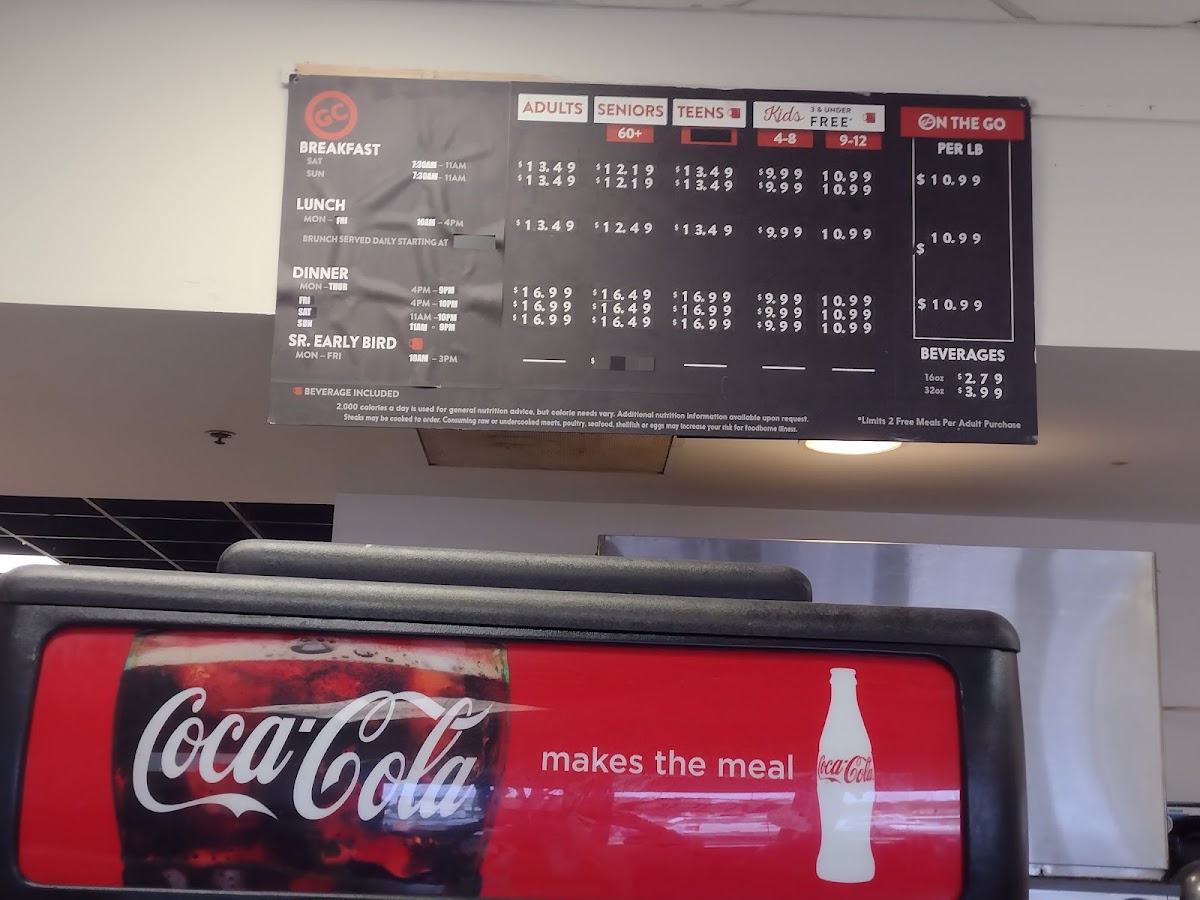 GC
ADULTS SENIORS TEENS Kids 3 & UNDER FREE* ON THE GO
60+ 4-8 9-12 PER LB
BREAKFAST
SAT 7:30AM – 11AM $13.49 $12.19 $13.49 $9.99 10.99 $10.99
SUN 7:30AM – 11AM $13.49 $12.19 $13.49 $9.99 10.99
LUNCH
MON – FRI 10AM – 4PM $13.49 $12.49 $13.49 $9.99 10.99 $10.99
BRUNCH SERVED DAILY STARTING AT
DINNER
MON – THUR 4PM – 9PM $16.99 $16.49 $16.99 $9.99 10.99 $10.99
FRI 4PM – 10PM $16.99 $16.49 $16.99 $9.99 10.99
SAT 11AM – 10PM $16.99 $16.49 $16.99 $9.99 10.99
SUN 11AM - 9PM
SR. EARLY BIRD
MON – FRI 10AM – 3PM $
BEVERAGES
16oz $2.79
32oz $3.99
BEVERAGE INCLUDED
2,000 calories a day is used for general nutrition advice, but calorie needs vary. Additional nutrition information available upon request.
Steaks may be cooked to order. Consuming raw or undercooked meats, poultry, seafood, shellfish or eggs may increase your risk for foodborne illness.
*Limits 2 Free Meals Per Adult Purchase
Coca-Cola
makes the meal
Coca-Cola